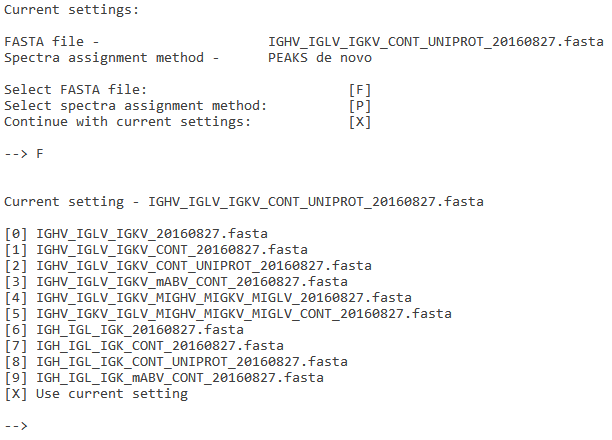 Current settings:
FASTA file - IGHV_IGLV_IGKV_CONT_UNIPROT_20160827.fasta
Spectra assignment method - PEAKS de novo
Select FASTA file: [F]
Select spectra assignment method: [P]
Continue with current settings: [X]
--> F
Current setting - IGHV_IGLV_IGKV_CONT_UNIPROT_20160827.fasta
[0] IGHV_IGLV_IGKV_20160827.fasta
[1] IGHV_IGLV_IGKV_CONT_20160827.fasta
[2] IGHV_IGLV_IGKV_CONT_UNIPROT_20160827.fasta
[3] IGHV_IGLV_IGKV_mABV_CONT_20160827.fasta
[4] IGHV_IGKV_IGLV_MIGHV_MIGKV_MIGLV_20160827.fasta
[5] IGHV_IGKV_IGLV_MIGHV_MIGKV_MIGLV_CONT_20160827.fasta
[6] IGH_IGL_IGK_20160827.fasta
[7] IGH_IGL_IGK_CONT_20160827.fasta
[8] IGH_IGL_IGK_CONT_UNIPROT_20160827.fasta
[9] IGH_IGL_IGK_mABV_CONT_20160827.fasta
[X] Use current setting
-->